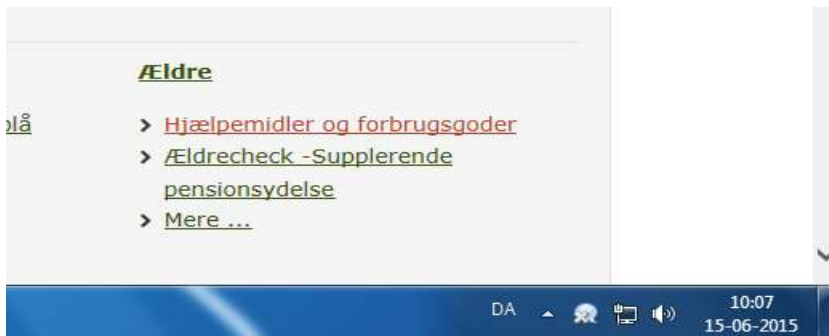 Ældre
Hjælpemidler og forbrugsgoder
Ældrecheck -Supplerende
pensionsydelse
Mere ...
DA
10:07
15-06-2015